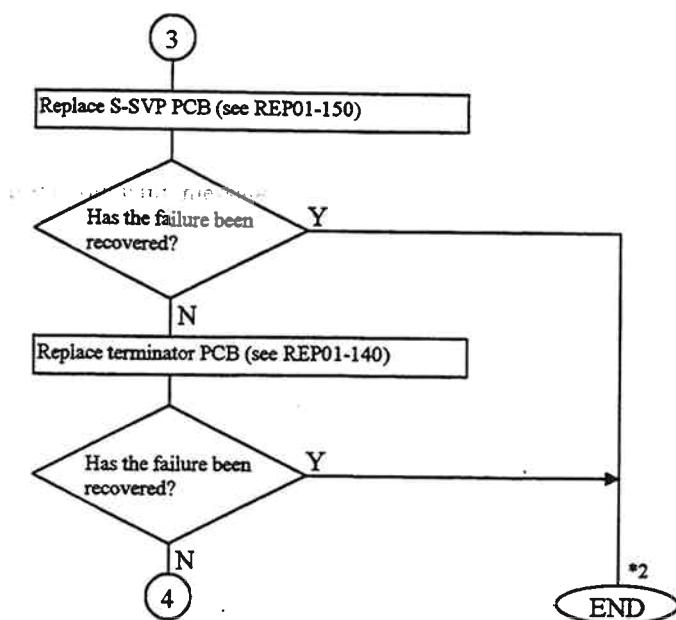 3
Replace S-SVP PCB (see REP01-150)
Has the failure been
recovered?
Y
N
Replace terminator PCB (see REP01-140)
Has the failure been
recovered?
Y
N
4
*2
END